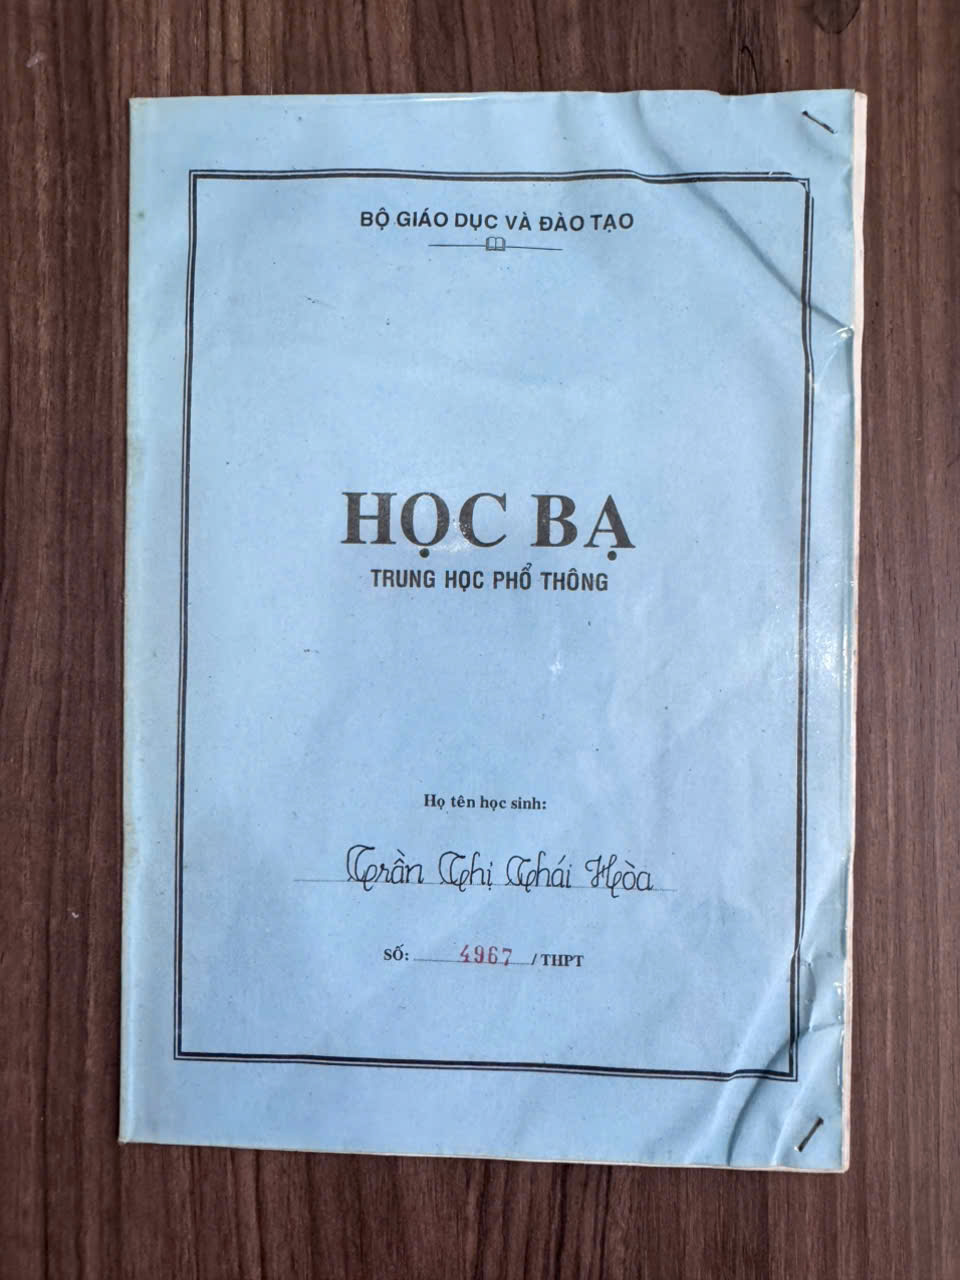 BỘ GIÁO DỤC VÀ ĐÀO TẠO
HỌC BẠ
TRUNG HỌC PHỔ THÔNG
Họ tên học sinh:
Trần Thị Thái Hòa
SỐ: 4967 / THPT